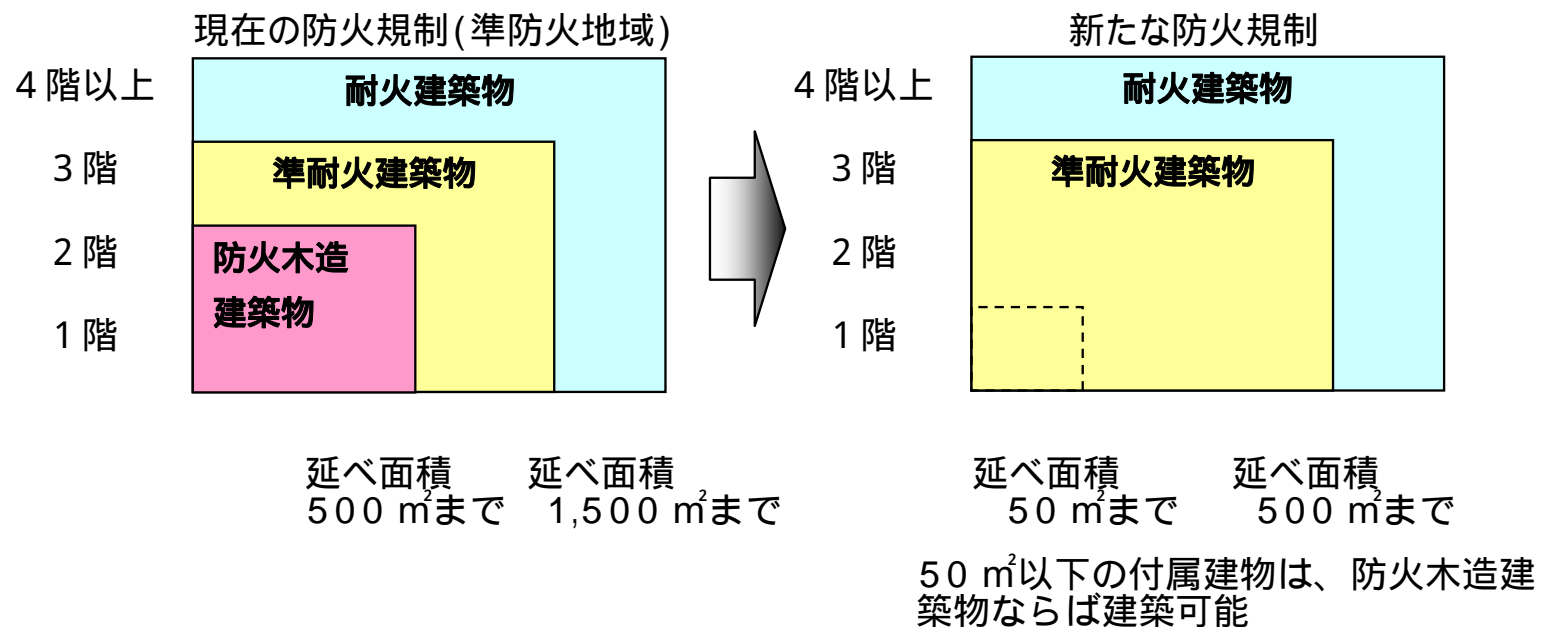 現在の防火規制(準防火地域)
4階以上
耐火建築物
3階
準耐火建築物
2階
防火木造
建築物
1階
延べ面積
500㎡まで
延べ面積
1,500㎡まで
新たな防火規制
4階以上
耐火建築物
3階
準耐火建築物
2階
1階
延べ面積
50㎡まで
延べ面積
500㎡まで
50㎡以下の付属建物は、防火木造建
築物ならば建築可能